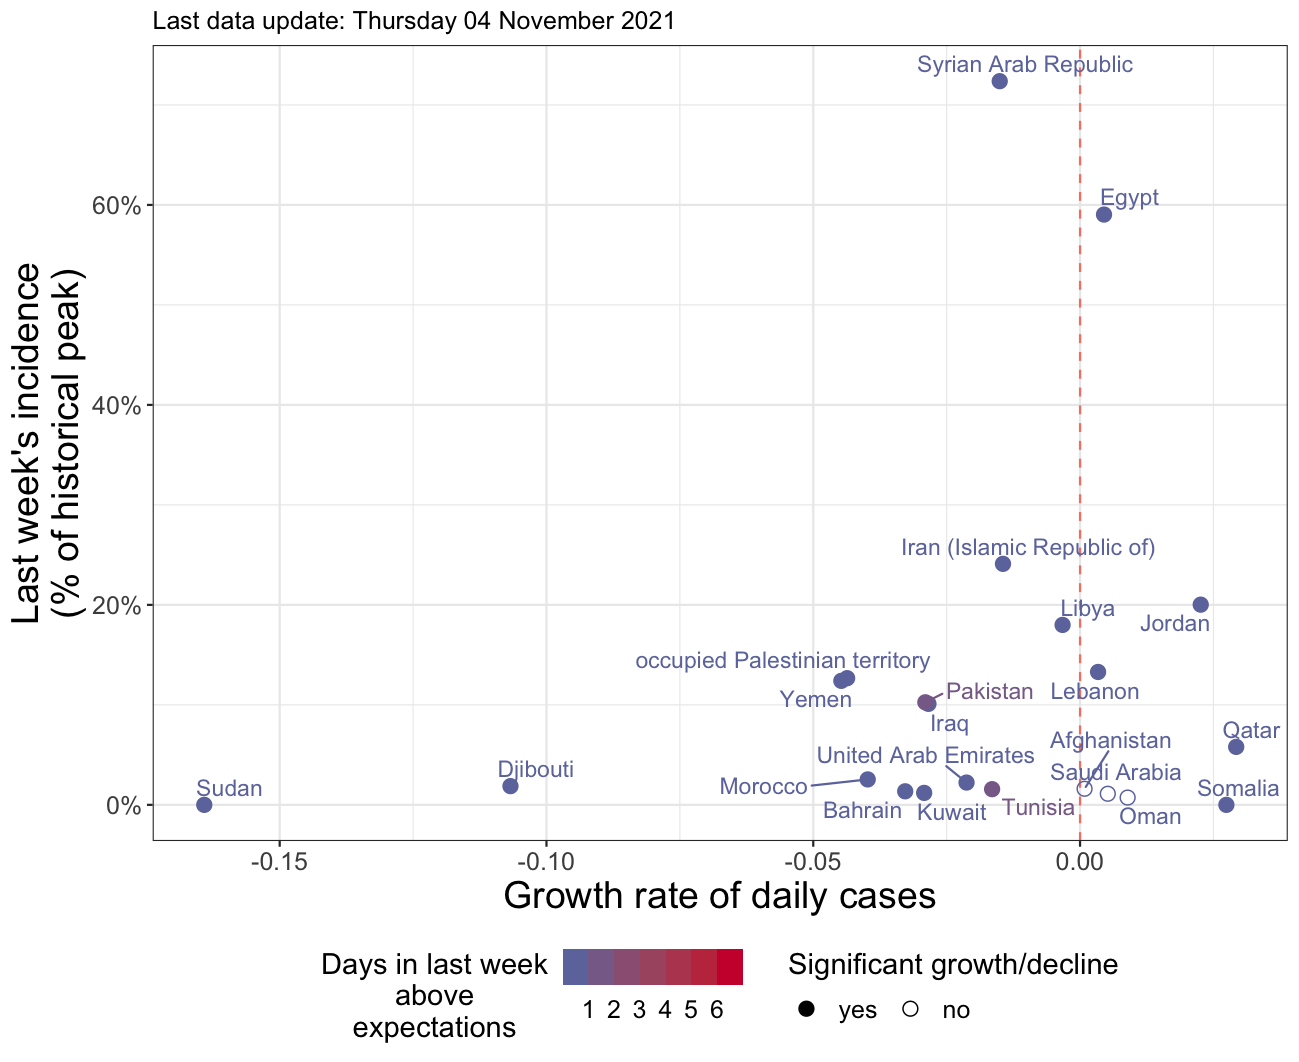 Last data update: Thursday 04 November 2021
Last week's incidence
(% of historical peak)
60%
40%
20%
0%
Syrian Arab Republic
Egypt
Iran (Islamic Republic of)
Libya
Jordan
occupied Palestinian territory
Yemen
Pakistan
Lebanon
Iraq
Qatar
Afghanistan
United Arab Emirates
Djibouti
Saudi Arabia
Sudan
Morocco
Somalia
Bahrain
Kuwait
Tunisia
Oman
-0.15
-0.10
-0.05
0.00
Growth rate of daily cases
Days in last week
above
expectations
1 2 3 4 5 6
Significant growth/decline
yes
no